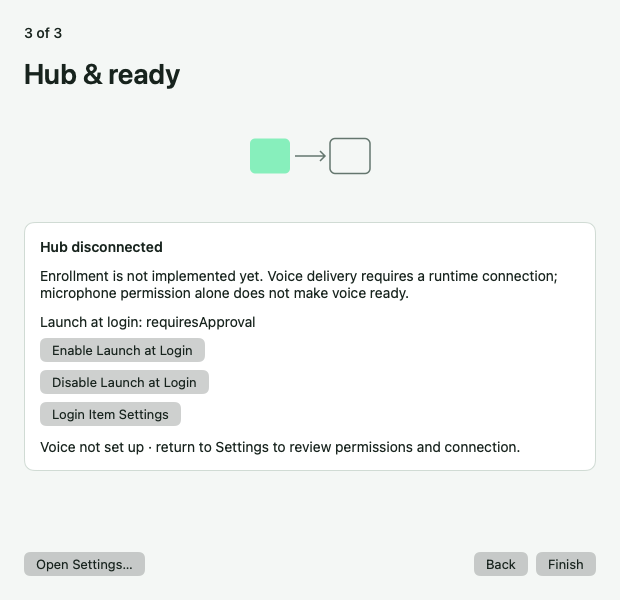 3 of 3
Hub & ready
Hub disconnected
Enrollment is not implemented yet. Voice delivery requires a runtime connection;
microphone permission alone does not make voice ready.
Launch at login: requiresApproval
Enable Launch at Login
Disable Launch at Login
Login Item Settings
Voice not set up · return to Settings to review permissions and connection.
Open Settings...
Back
Finish